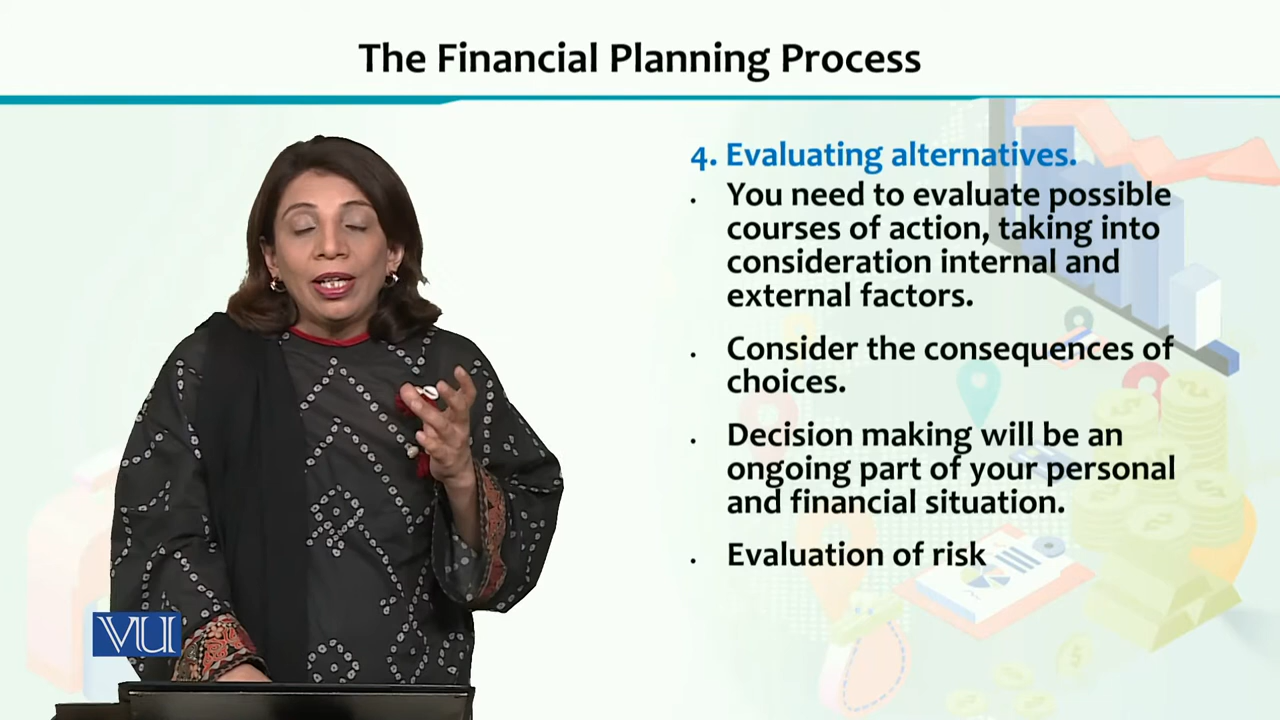 The Financial Planning Process
4. Evaluating alternatives.
• You need to evaluate possible
courses of action, taking into
consideration internal and
external factors.
• Consider the consequences of
choices.
• Decision making will be an
ongoing part of your personal
and financial situation.
• Evaluation of risk
VU